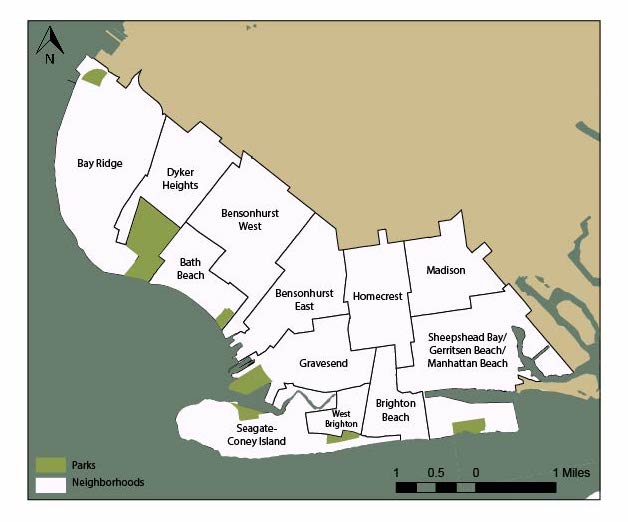 N
Bay Ridge
Dyker
Heights
Bensonhurst
West
Bath
Beach
Bensonhurst
East
Homecrest
Madison
Sheepshead Bay/
Gerritsen Beach/
Manhattan Beach
Gravesend
West
Brighton
Brighton
Beach
Seagate-
Coney Island
Parks
Neighborhoods
1 0.5 0 1 Miles